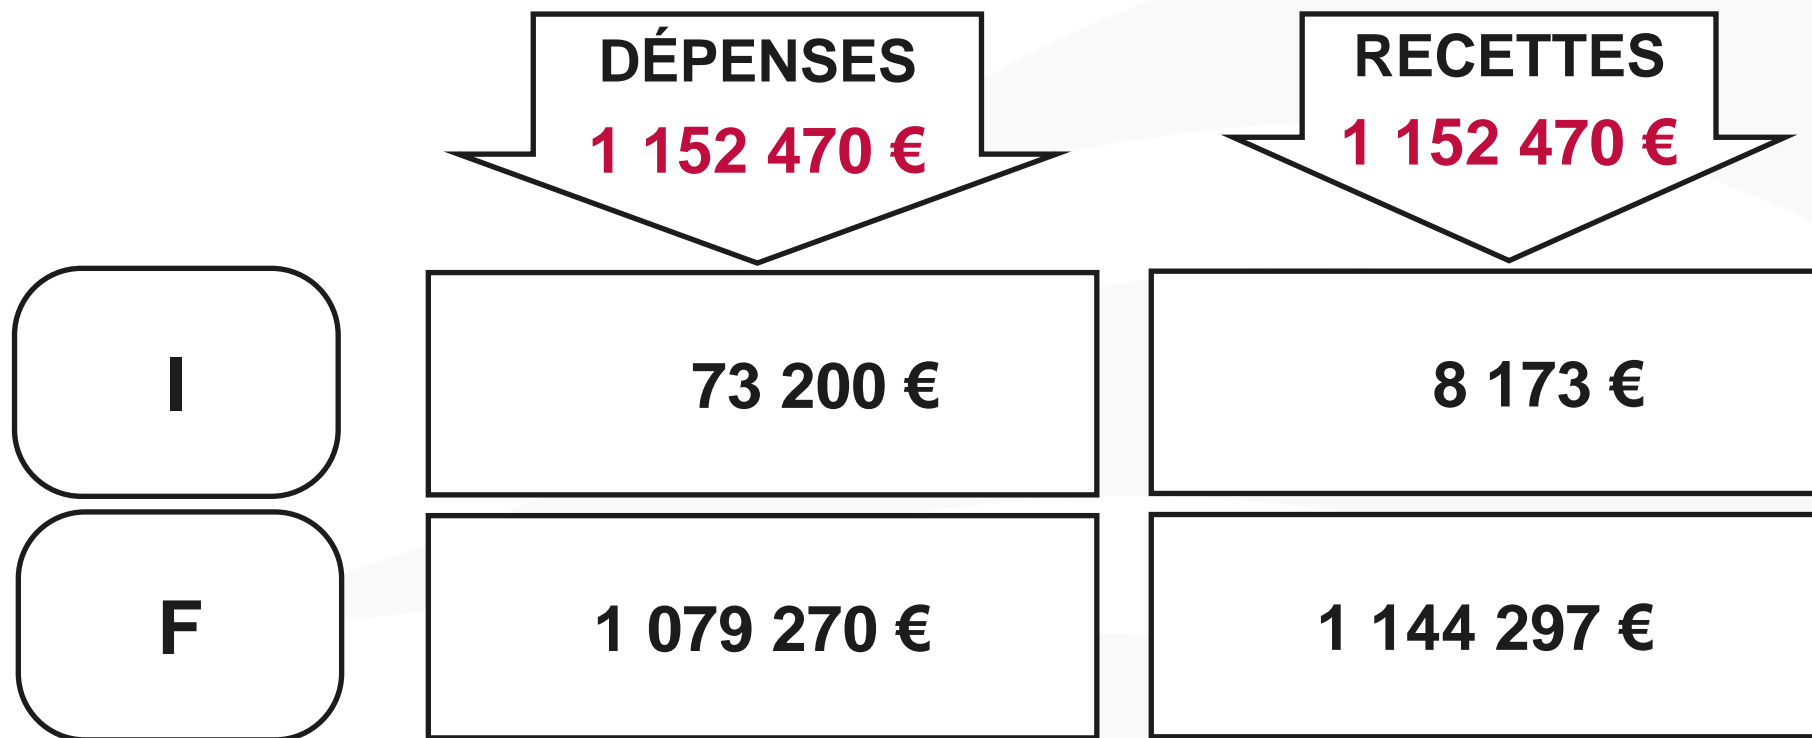 DÉPENSES
1 152 470 €
RECETTES
1 152 470 €
I
73 200 €
8 173 €
F
1 079 270 €
1 144 297 €